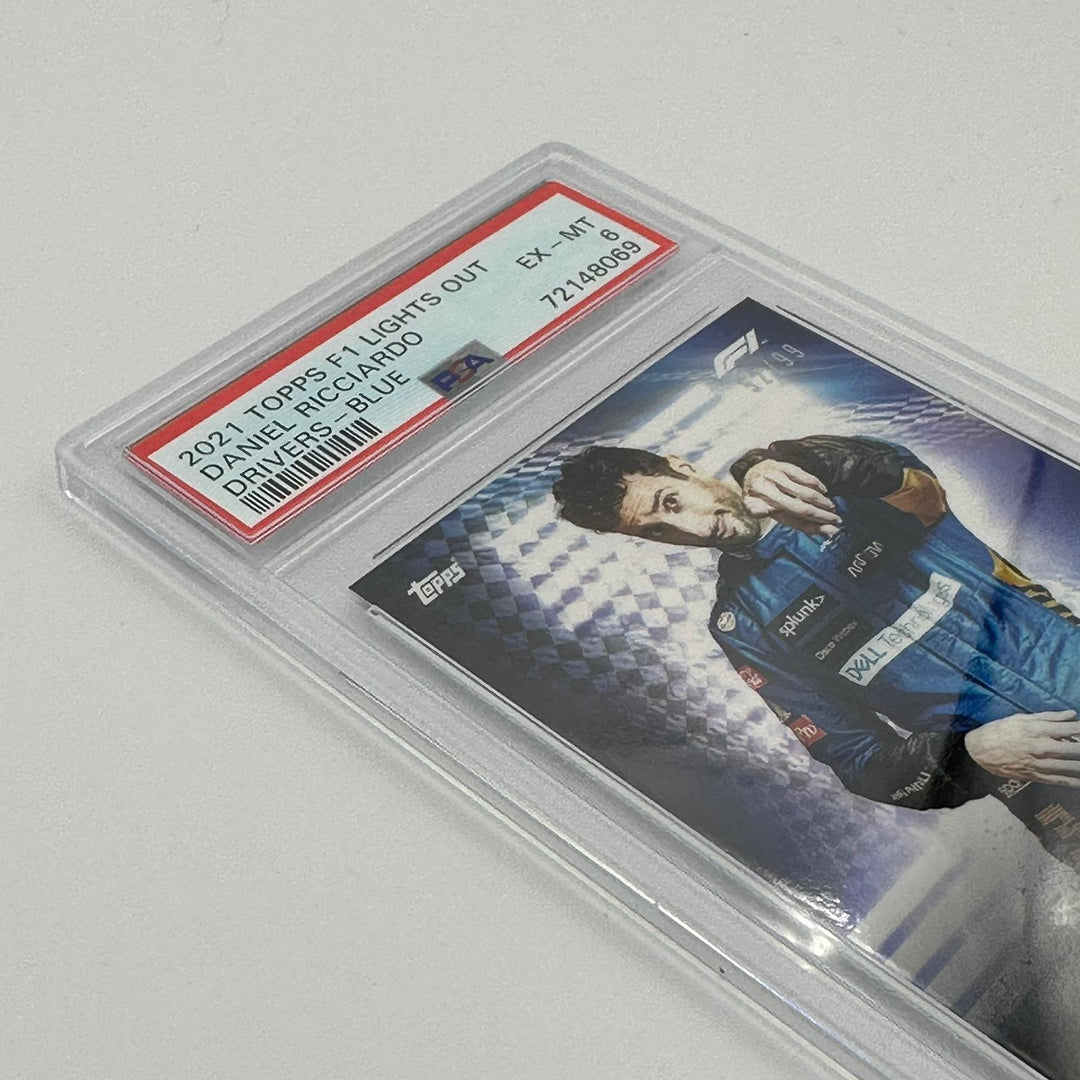 2021 TOPPS F1 LIGHTS OUT
DANIEL RICCIARDO
DRIVERS - BLUE
EX - MT
6
72148069
PSA
F1
/99
topps
splunk>
DELL Technologies